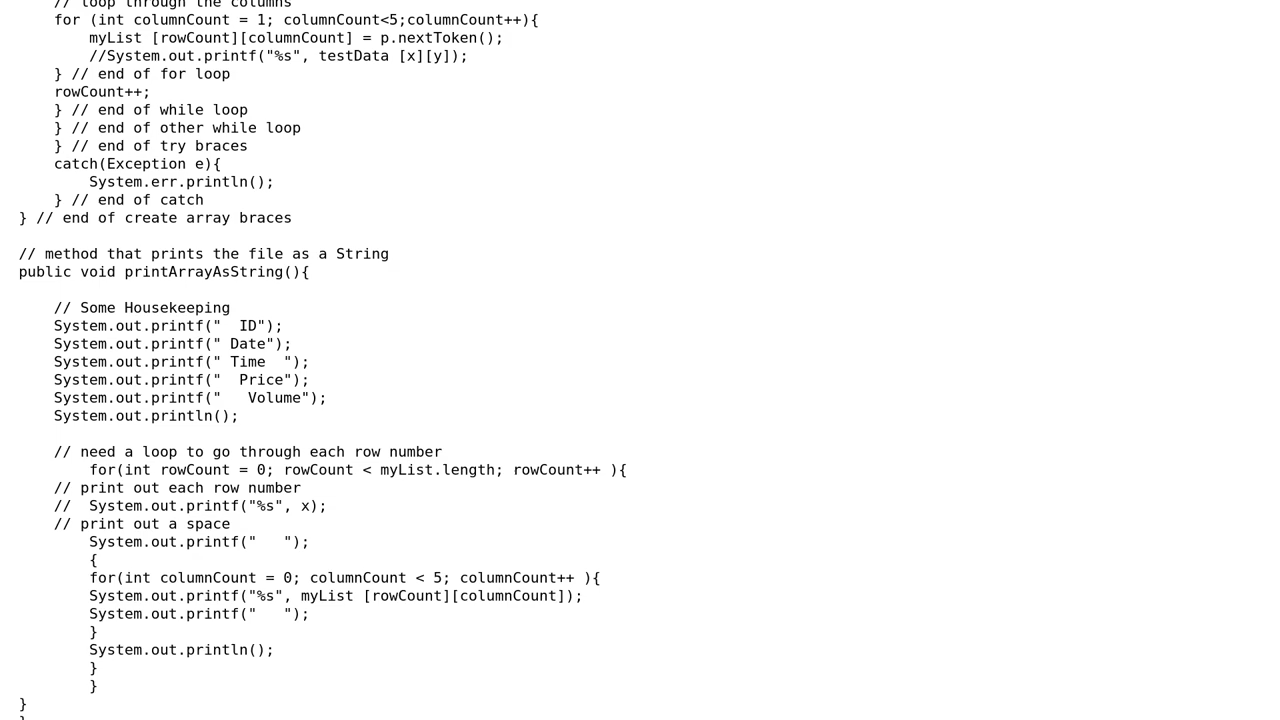 // loop through the columns
for (int columnCount = 1; columnCount<5;columnCount++){
myList [rowCount][columnCount] = p.nextToken();
//System.out.printf("%s", testData [x][y]);
} // end of for loop
rowCount++;
} // end of while loop
} // end of other while loop
} // end of try braces
catch(Exception e){
System.err.println();
} // end of catch
} // end of create array braces
// method that prints the file as a String
public void printArrayAsString(){
// Some Housekeeping
System.out.printf("  ID");
System.out.printf(" Date");
System.out.printf(" Time  ");
System.out.printf("  Price");
System.out.printf("   Volume");
System.out.println();
// need a loop to go through each row number
for(int rowCount = 0; rowCount < myList.length; rowCount++ ){
// print out each row number
//  System.out.printf("%s", x);
// print out a space
System.out.printf("   ");
{
for(int columnCount = 0; columnCount < 5; columnCount++ ){
System.out.printf("%s", myList [rowCount][columnCount]);
System.out.printf("   ");
}
System.out.println();
}
}
}
}